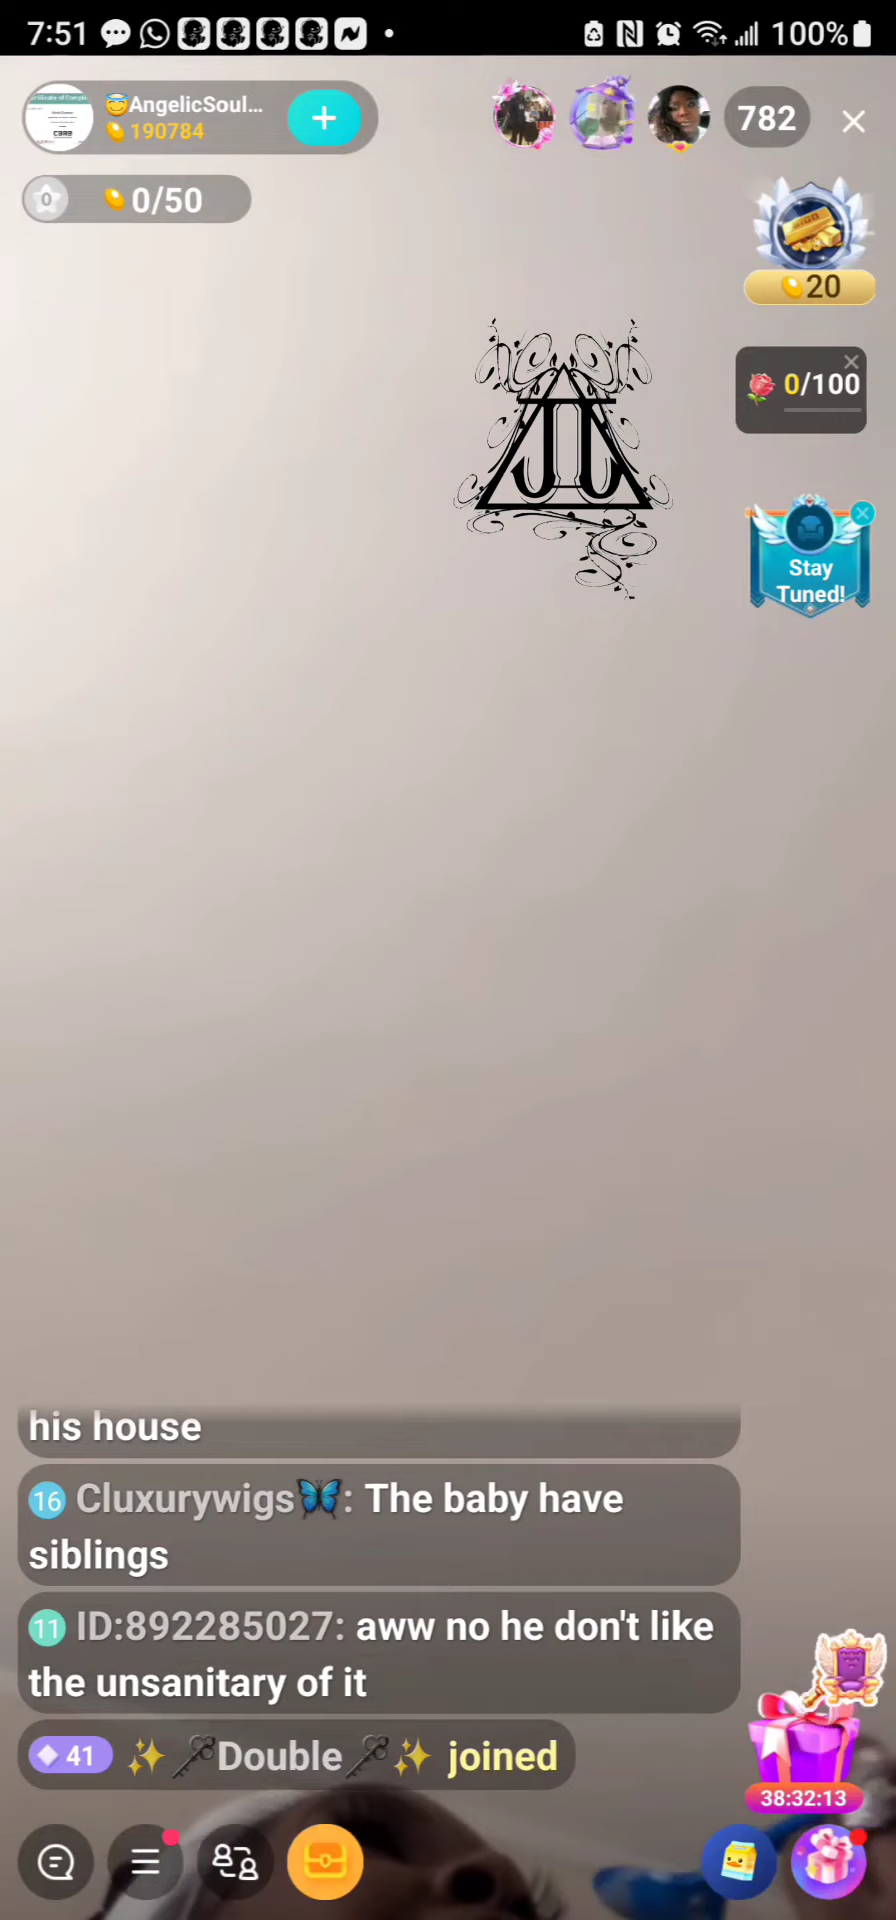 7:51
100%
😇AngelicSoul...
190784
782
0
0/50
20
0/100
Stay
Tuned!
his house
16 Cluxurywigs🦋: The baby have
siblings
11 ID:892285027: aww no he don't like
the unsanitary of it
41 ✨🗝Double🗝✨ joined
38:32:13